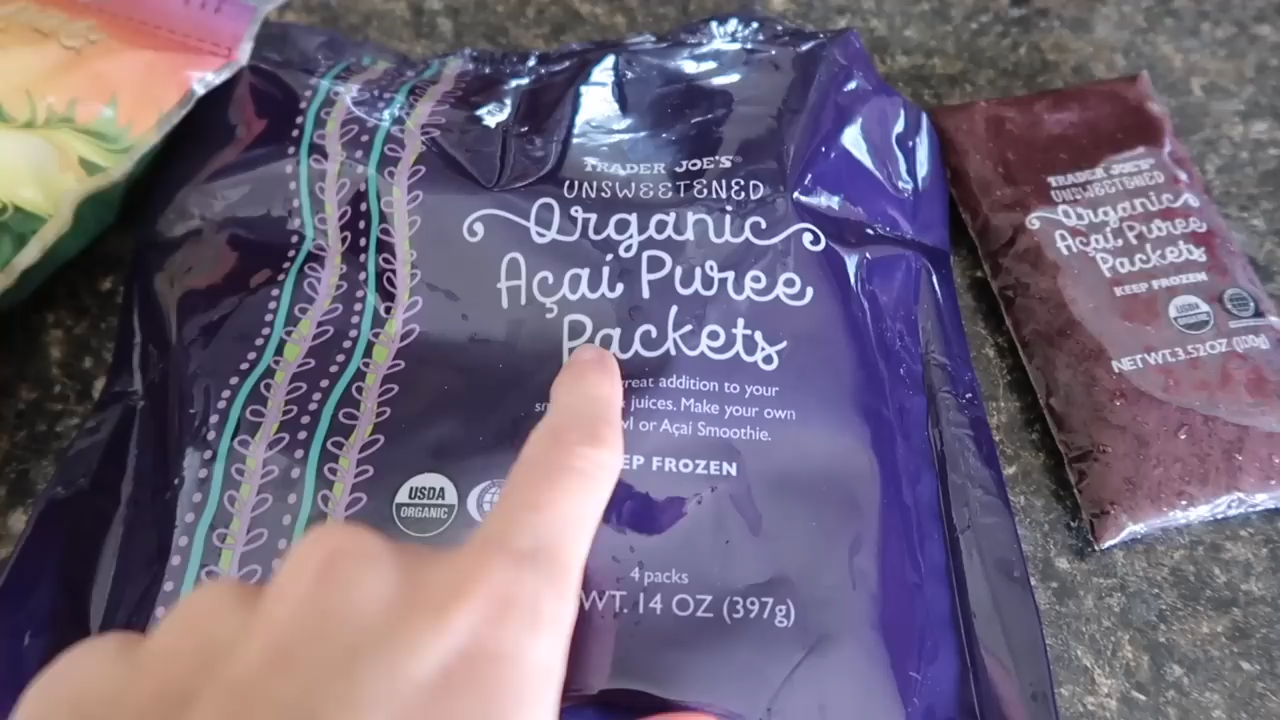 TRADER JOE'S®
UNSWEETENED
Organic
Açaí Puree
Packets
great addition to your
juices. Make your own
or Açaí Smoothie.
FROZEN
USDA
ORGANIC
4 packs
WT. 14 OZ (397g)
TRADER JOE'S
UNSWEETENED
Organic
Açaí Puree
Packets
KEEP FROZEN
USDA
ORGANIC
NET WT. 3.52 OZ (100g)